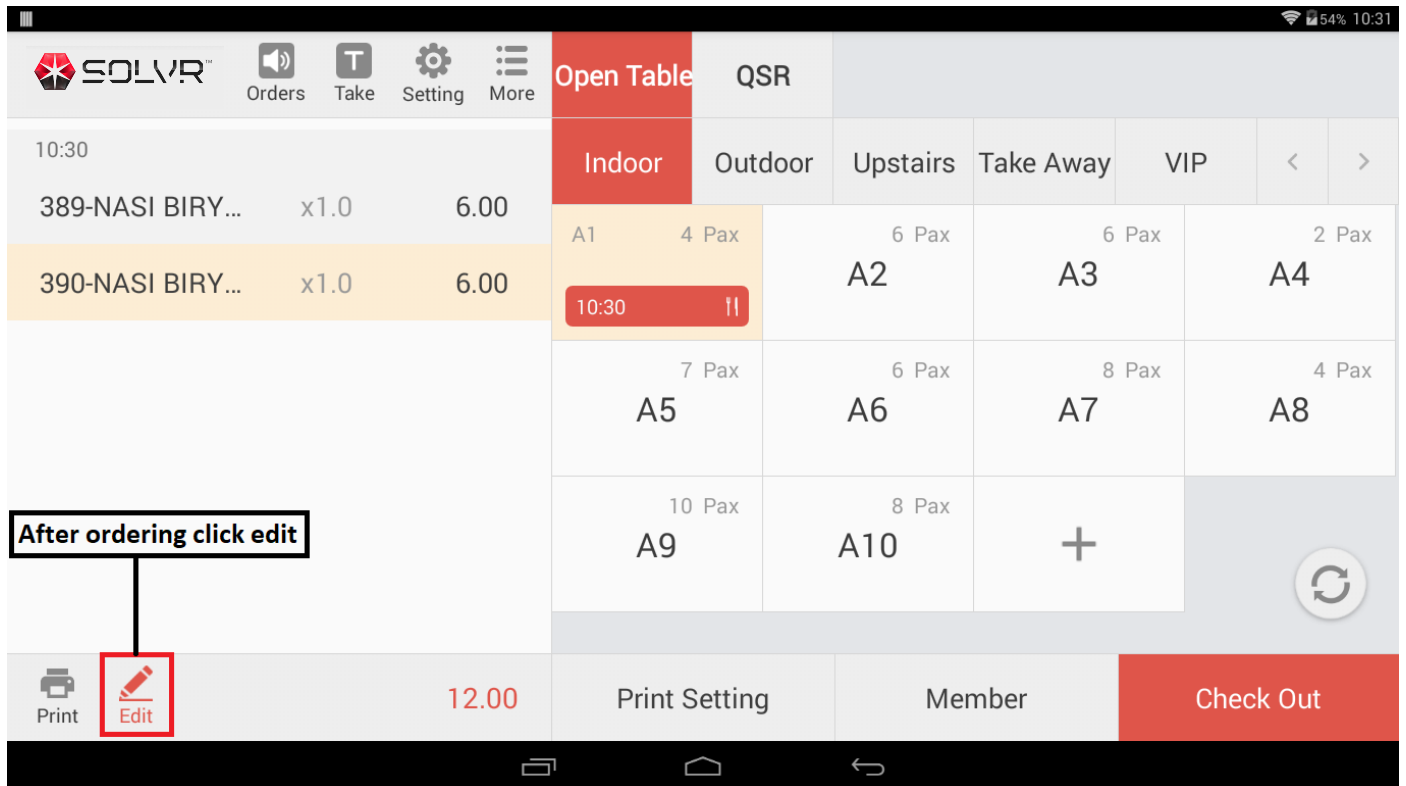 54% 10:31
SOLVR™
Orders
Take
Setting
More
Open Table
QSR
10:30
389-NASI BIRY... x1.0 6.00
390-NASI BIRY... x1.0 6.00
Indoor
Outdoor
Upstairs
Take Away
VIP
<
>
A1 4 Pax
10:30
6 Pax
A2
6 Pax
A3
2 Pax
A4
7 Pax
A5
6 Pax
A6
8 Pax
A7
4 Pax
A8
10 Pax
A9
8 Pax
A10
+
After ordering click edit
Print
Edit
12.00
Print Setting
Member
Check Out